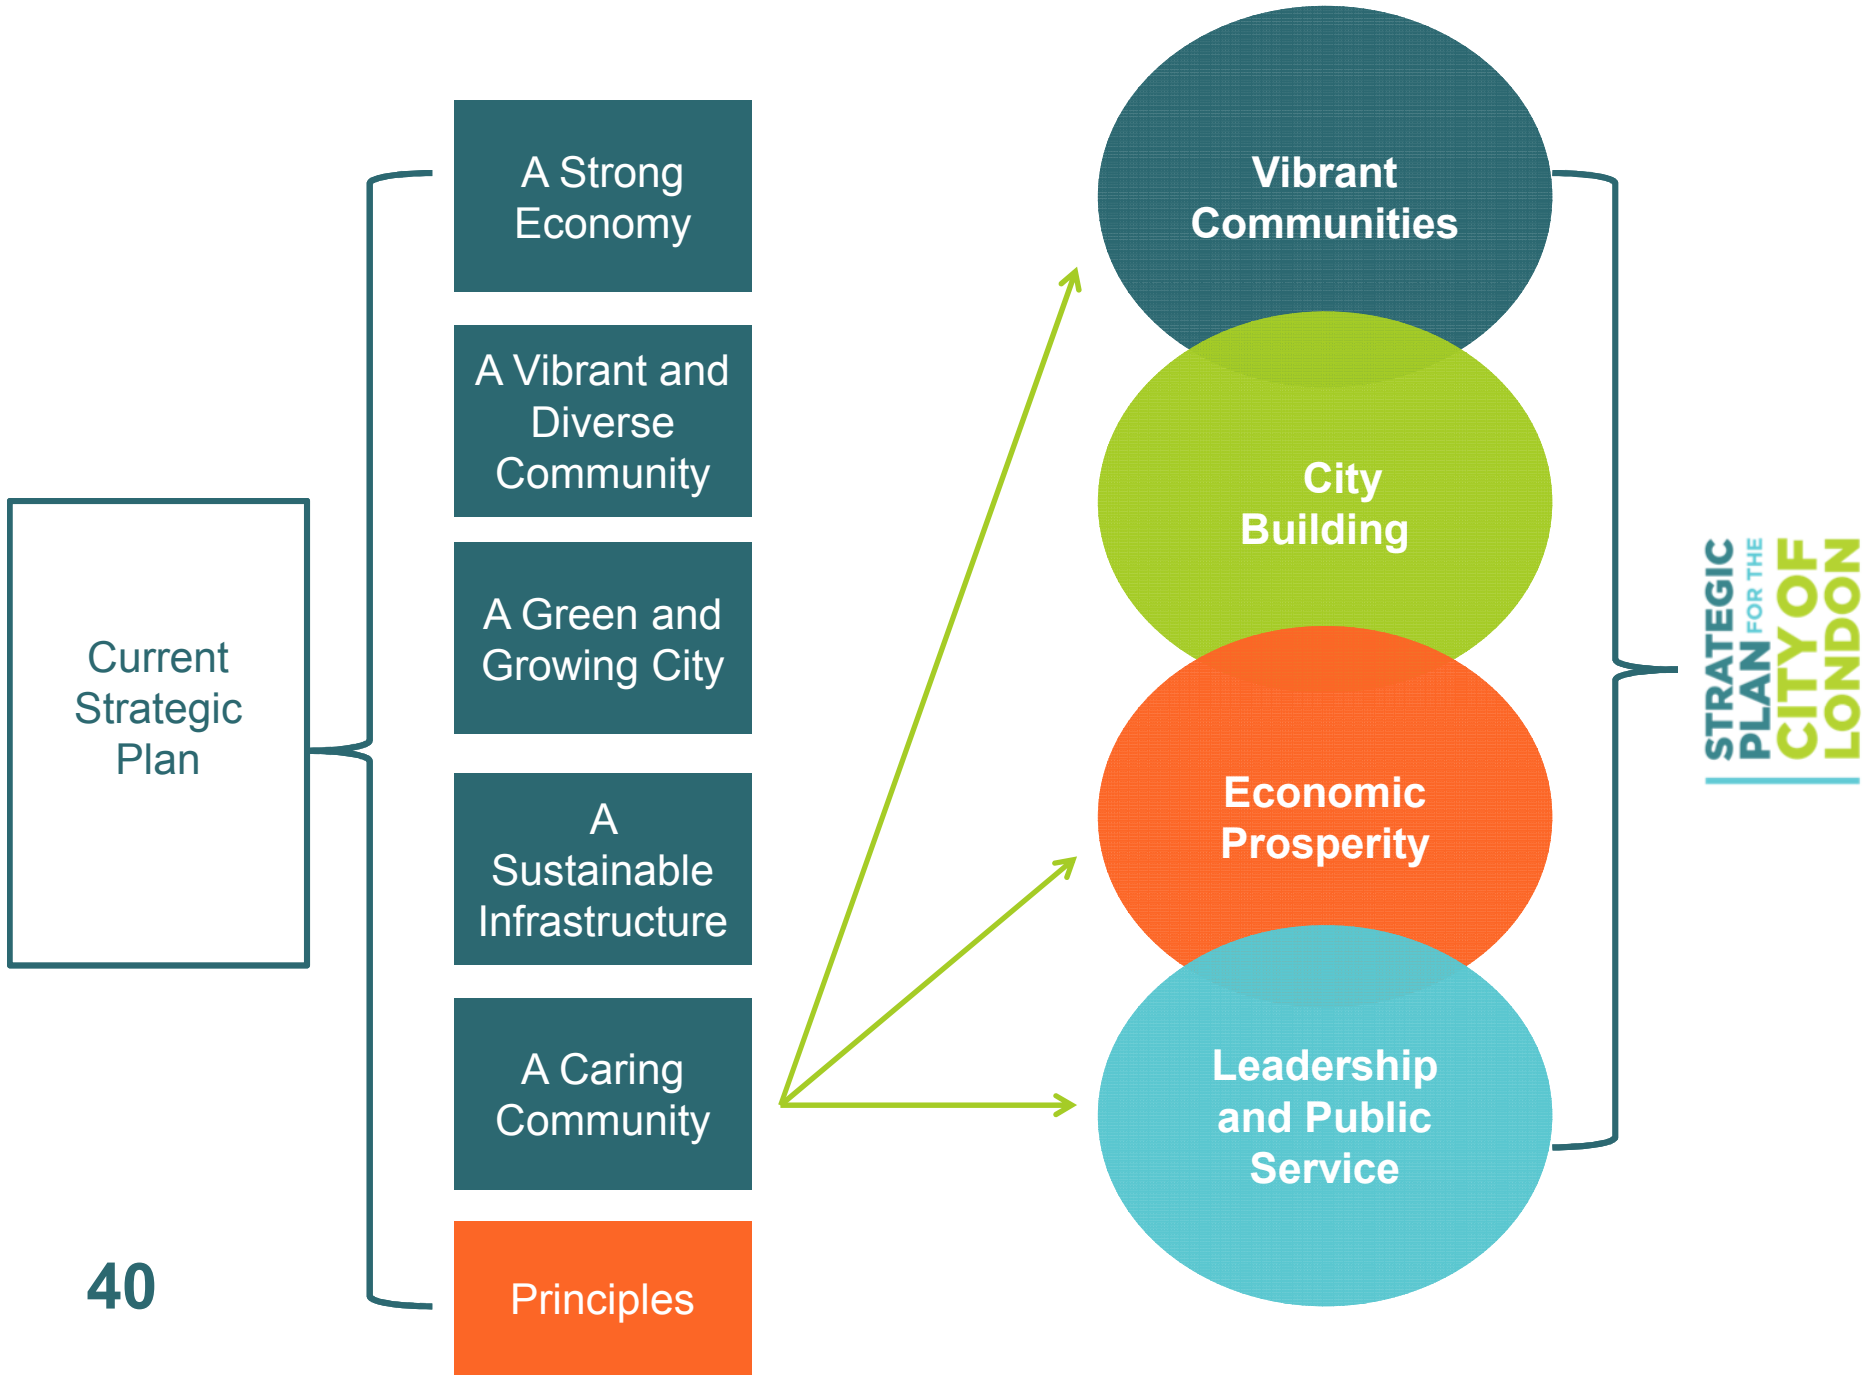 Current
Strategic
Plan
A Strong
Economy
A Vibrant and
Diverse
Community
A Green and
Growing City
A
Sustainable
Infrastructure
A Caring
Community
Principles
Vibrant
Communities
City
Building
Economic
Prosperity
Leadership
and Public
Service
STRATEGIC
PLAN FOR THE
CITY OF
LONDON
40